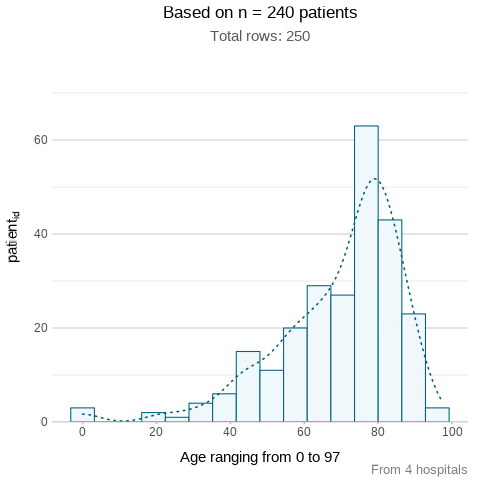 Based on n = 240 patients
Total rows: 250
60
40
20
0
patient_id
0 20 40 60 80 100
Age ranging from 0 to 97
From 4 hospitals